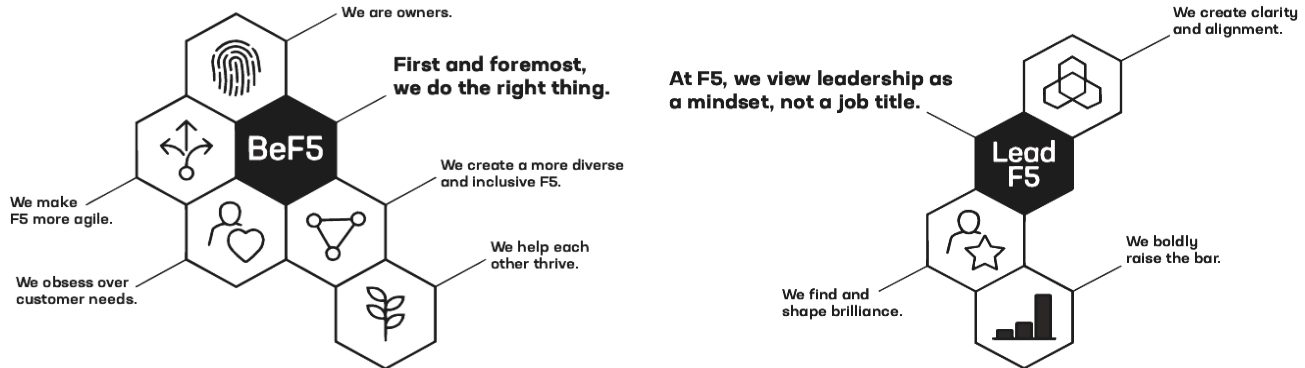 We are owners.
First and foremost,
we do the right thing.
BeF5
We create a more diverse
and inclusive F5.
We make
F5 more agile.
We help each
other thrive.
We obsess over
customer needs.
We create clarity
and alignment.
At F5, we view leadership as
a mindset, not a job title.
Lead
F5
We boldly
raise the bar.
We find and
shape brilliance.